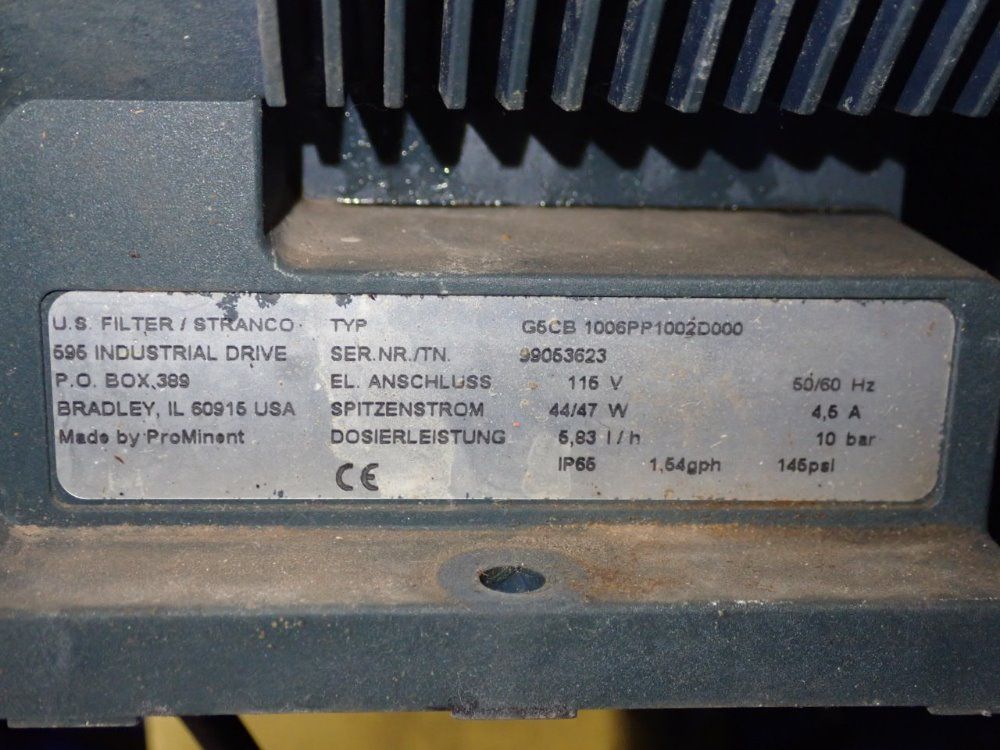 U.S. FILTER / STRANCO TYP G5CB 1006PP1002D000
595 INDUSTRIAL DRIVE SER.NR./TN. 99053623
P.O. BOX,389 EL. ANSCHLUSS 115 V 50/60 Hz
BRADLEY, IL 60915 USA SPITZENSTROM 44/47 W 4,5 A
Made by ProMinent DOSIERLEISTUNG 5,83 l/h 10 bar
CE IP65 1,54gph 145psi